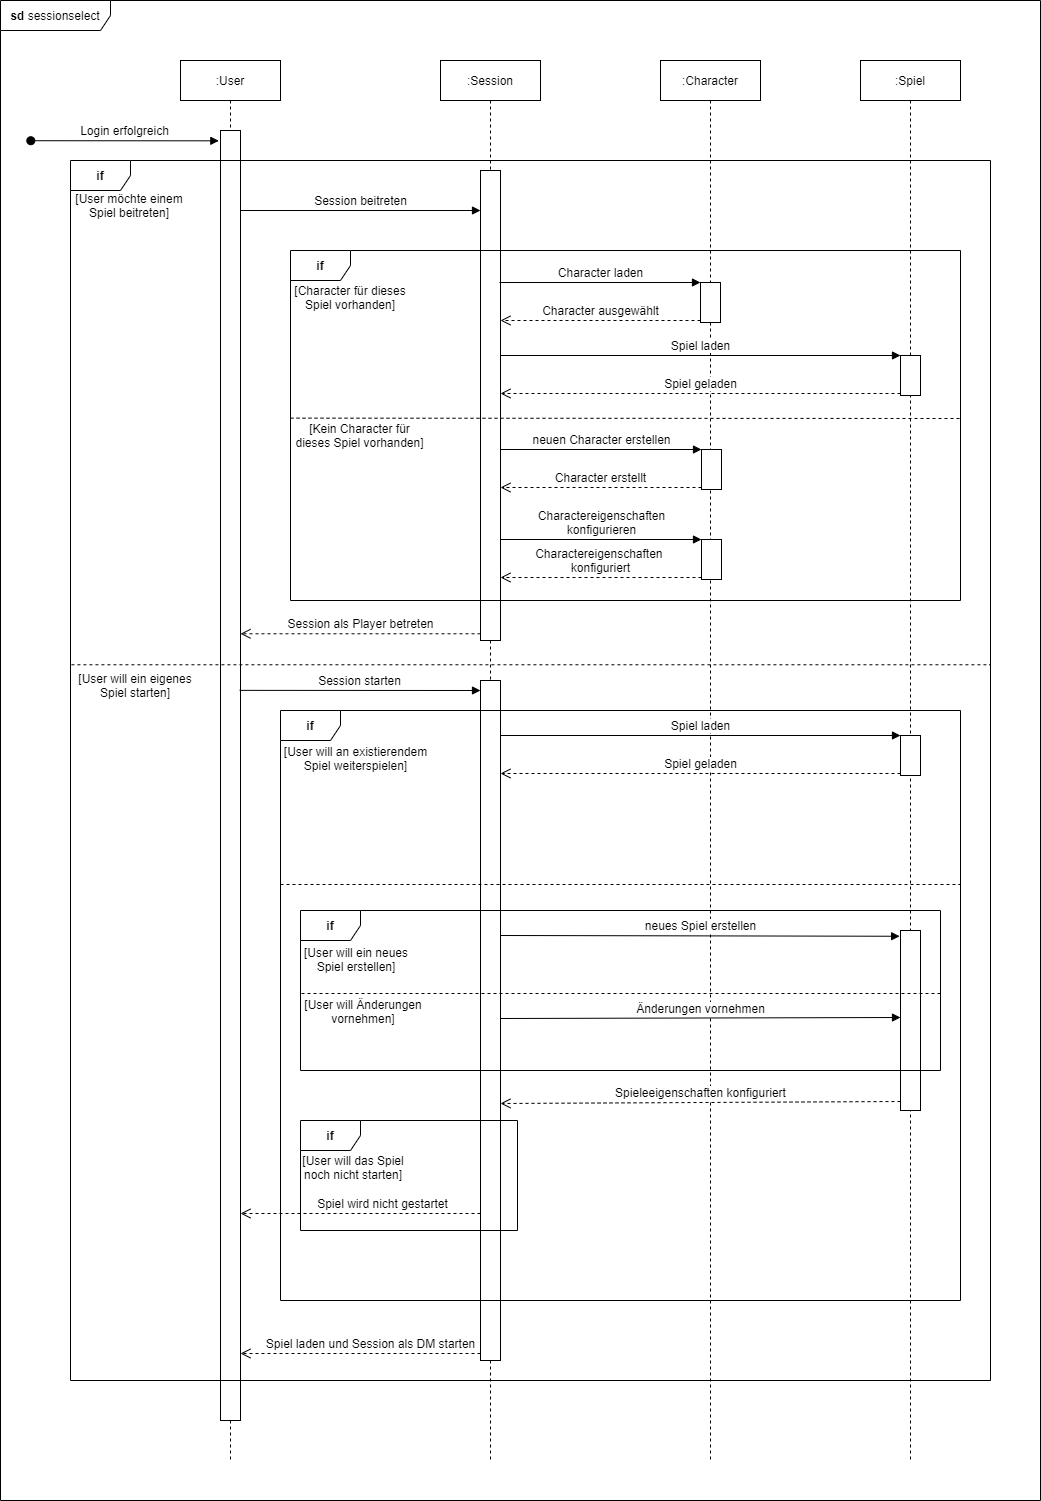 sd sessionselect
:User
:Session
:Character
:Spiel
Login erfolgreich
if
[User möchte einem
Spiel beitreten]
Session beitreten
if
[Character für dieses
Spiel vorhanden]
Character laden
Character ausgewählt
Spiel laden
Spiel geladen
[Kein Character für
dieses Spiel vorhanden]
neuen Character erstellen
Character erstellt
Charactereigenschaften
konfigurieren
Charactereigenschaften
konfiguriert
Session als Player betreten
[User will ein eigenes
Spiel starten]
Session starten
if
[User will an existierendem
Spiel weiterspielen]
Spiel laden
Spiel geladen
if
[User will ein neues
Spiel erstellen]
neues Spiel erstellen
[User will Änderungen
vornehmen]
Änderungen vornehmen
Spieleeigenschaften konfiguriert
if
[User will das Spiel
noch nicht starten]
Spiel wird nicht gestartet
Spiel laden und Session als DM starten